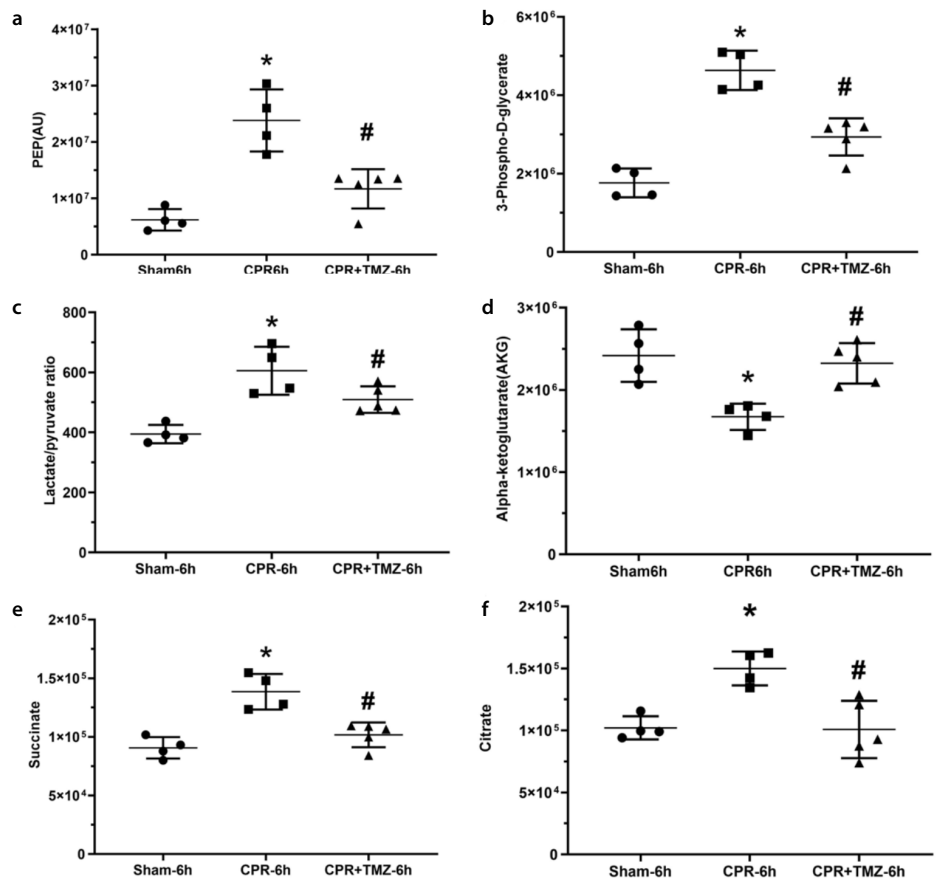 a
4×10⁷
3×10⁷
2×10⁷
1×10⁷
0
PEP(AU)
*
#
Sham6h CPR6h CPR+TMZ-6h
b
6×10⁶
4×10⁶
2×10⁶
0
3-Phospho-D-glycerate
*
#
Sham-6h CPR-6h CPR+TMZ-6h
c
800
600
400
200
0
Lactate/pyruvate ratio
*
#
Sham-6h CPR-6h CPR+TMZ-6h
d
3×10⁶
2×10⁶
1×10⁶
0
Alpha-ketoglutarate(AKG)
*
#
Sham6h CPR6h CPR+TMZ-6h
e
2×10⁵
1.5×10⁵
1×10⁵
5×10⁴
0
Succinate
*
#
Sham-6h CPR-6h CPR+TMZ-6h
f
2×10⁵
1.5×10⁵
1×10⁵
5×10⁴
0
Citrate
*
#
Sham-6h CPR-6h CPR+TMZ-6h